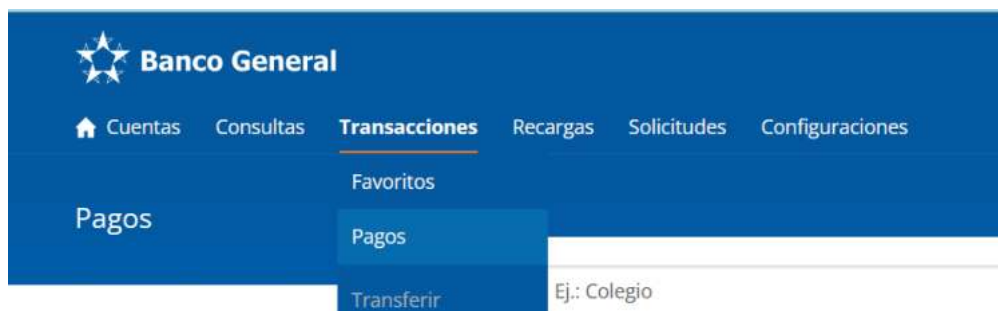 Banco General
Cuentas Consultas Transacciones Recargas Solicitudes Configuraciones
Favoritos
Pagos
Pagos
Transferir
Ej.: Colegio